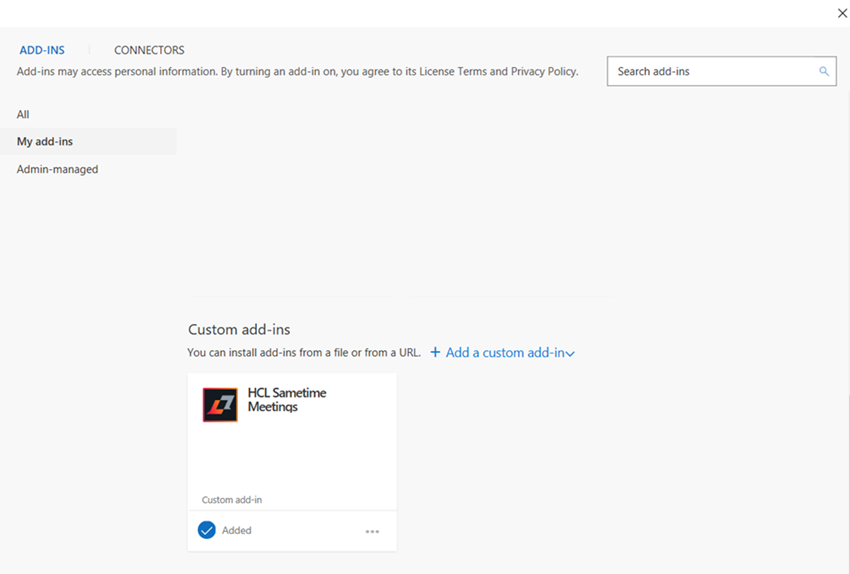 ADD-INS CONNECTORS
Add-ins may access personal information. By turning an add-in on, you agree to its License Terms and Privacy Policy.
Search add-ins
All
My add-ins
Admin-managed
Custom add-ins
You can install add-ins from a file or from a URL. + Add a custom add-in
HCL Sametime
Meetings
Custom add-in
Added